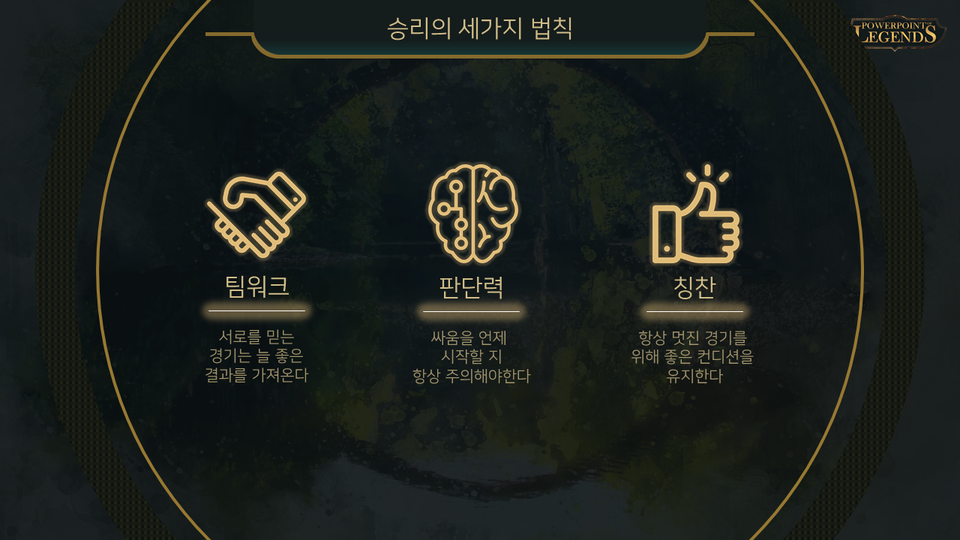 승리의 세가지 법칙
POWERPOINT
LEGENDS
팀워크
서로를 믿는
경기는 늘 좋은
결과를 가져온다
판단력
싸움을 언제
시작할 지
항상 주의해야한다
칭찬
항상 멋진 경기를
위해 좋은 컨디션을
유지한다